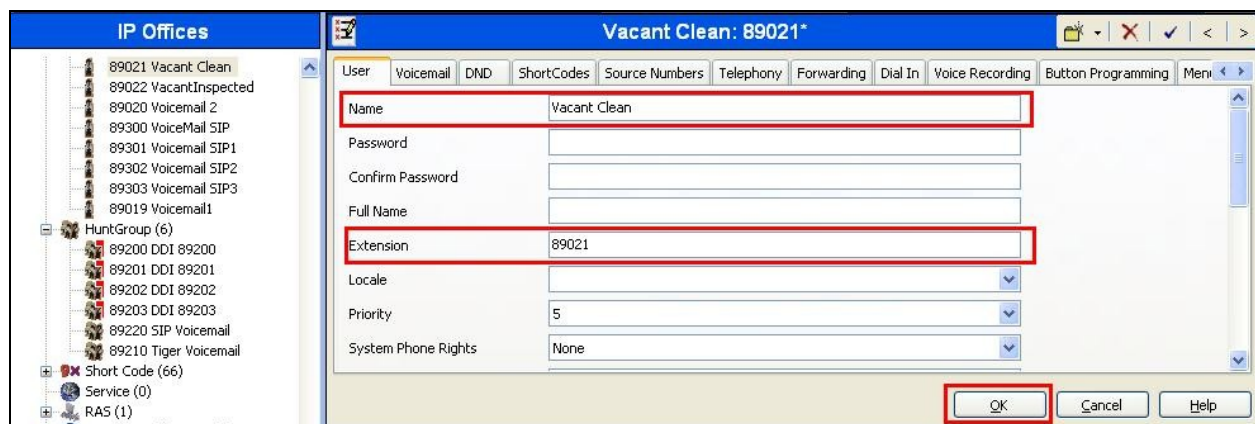 IP Offices
89021 Vacant Clean
89022 VacantInspected
89020 Voicemail 2
89300 VoiceMail SIP
89301 Voicemail SIP1
89302 Voicemail SIP2
89303 Voicemail SIP3
89019 Voicemail1
HuntGroup (6)
89200 DDI 89200
89201 DDI 89201
89202 DDI 89202
89203 DDI 89203
89220 SIP Voicemail
89210 Tiger Voicemail
Short Code (66)
Service (0)
RAS (1)
Vacant Clean: 89021*
User Voicemail DND ShortCodes Source Numbers Telephony Forwarding Dial In Voice Recording Button Programming Menu
Name Vacant Clean
Password
Confirm Password
Full Name
Extension 89021
Locale
Priority 5
System Phone Rights None
OK Cancel Help